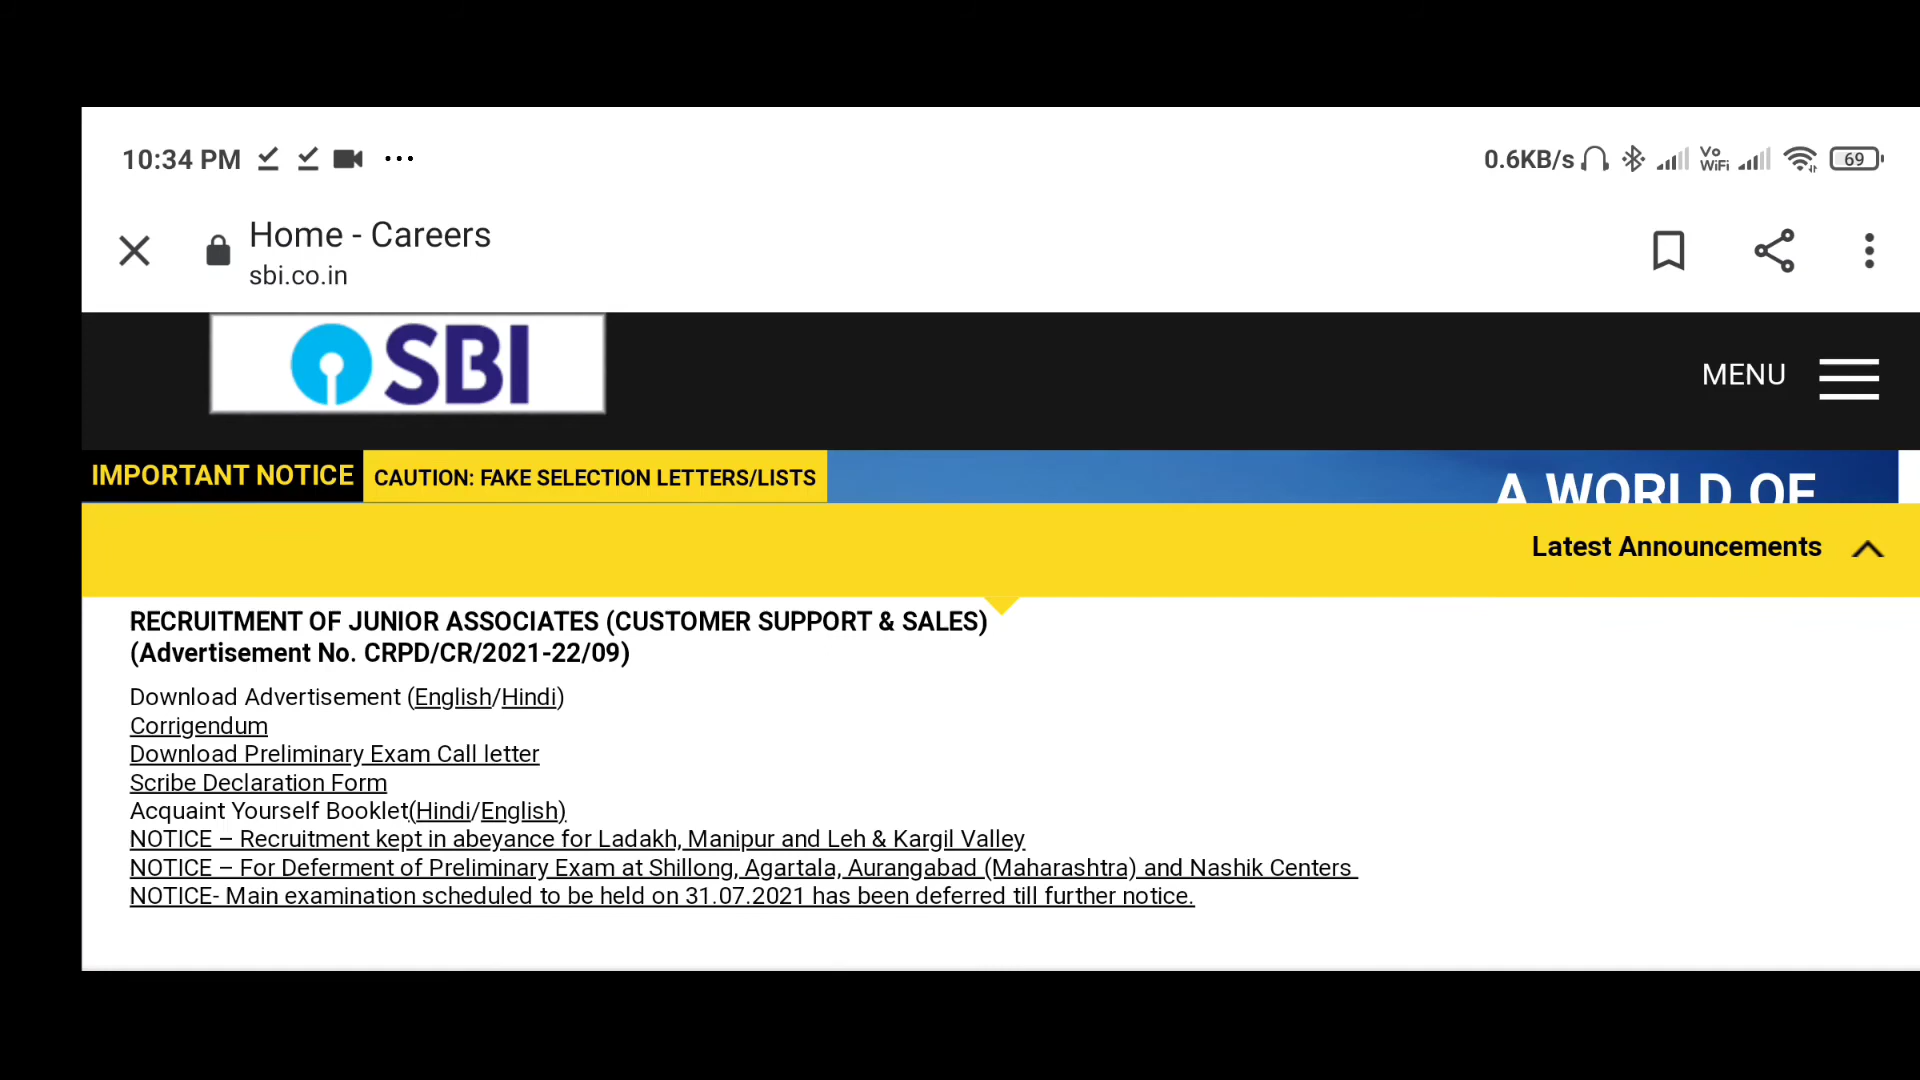 10:34 PM ... 0.6KB/s Vo WiFi 69
Home - Careers
sbi.co.in
SBI
MENU
IMPORTANT NOTICE CAUTION: FAKE SELECTION LETTERS/LISTS
A WORLD OF
Latest Announcements
RECRUITMENT OF JUNIOR ASSOCIATES (CUSTOMER SUPPORT & SALES)
(Advertisement No. CRPD/CR/2021-22/09)
Download Advertisement (English/Hindi)
Corrigendum
Download Preliminary Exam Call letter
Scribe Declaration Form
Acquaint Yourself Booklet(Hindi/English)
NOTICE – Recruitment kept in abeyance for Ladakh, Manipur and Leh & Kargil Valley
NOTICE – For Deferment of Preliminary Exam at Shillong, Agartala, Aurangabad (Maharashtra) and Nashik Centers
NOTICE- Main examination scheduled to be held on 31.07.2021 has been deferred till further notice.